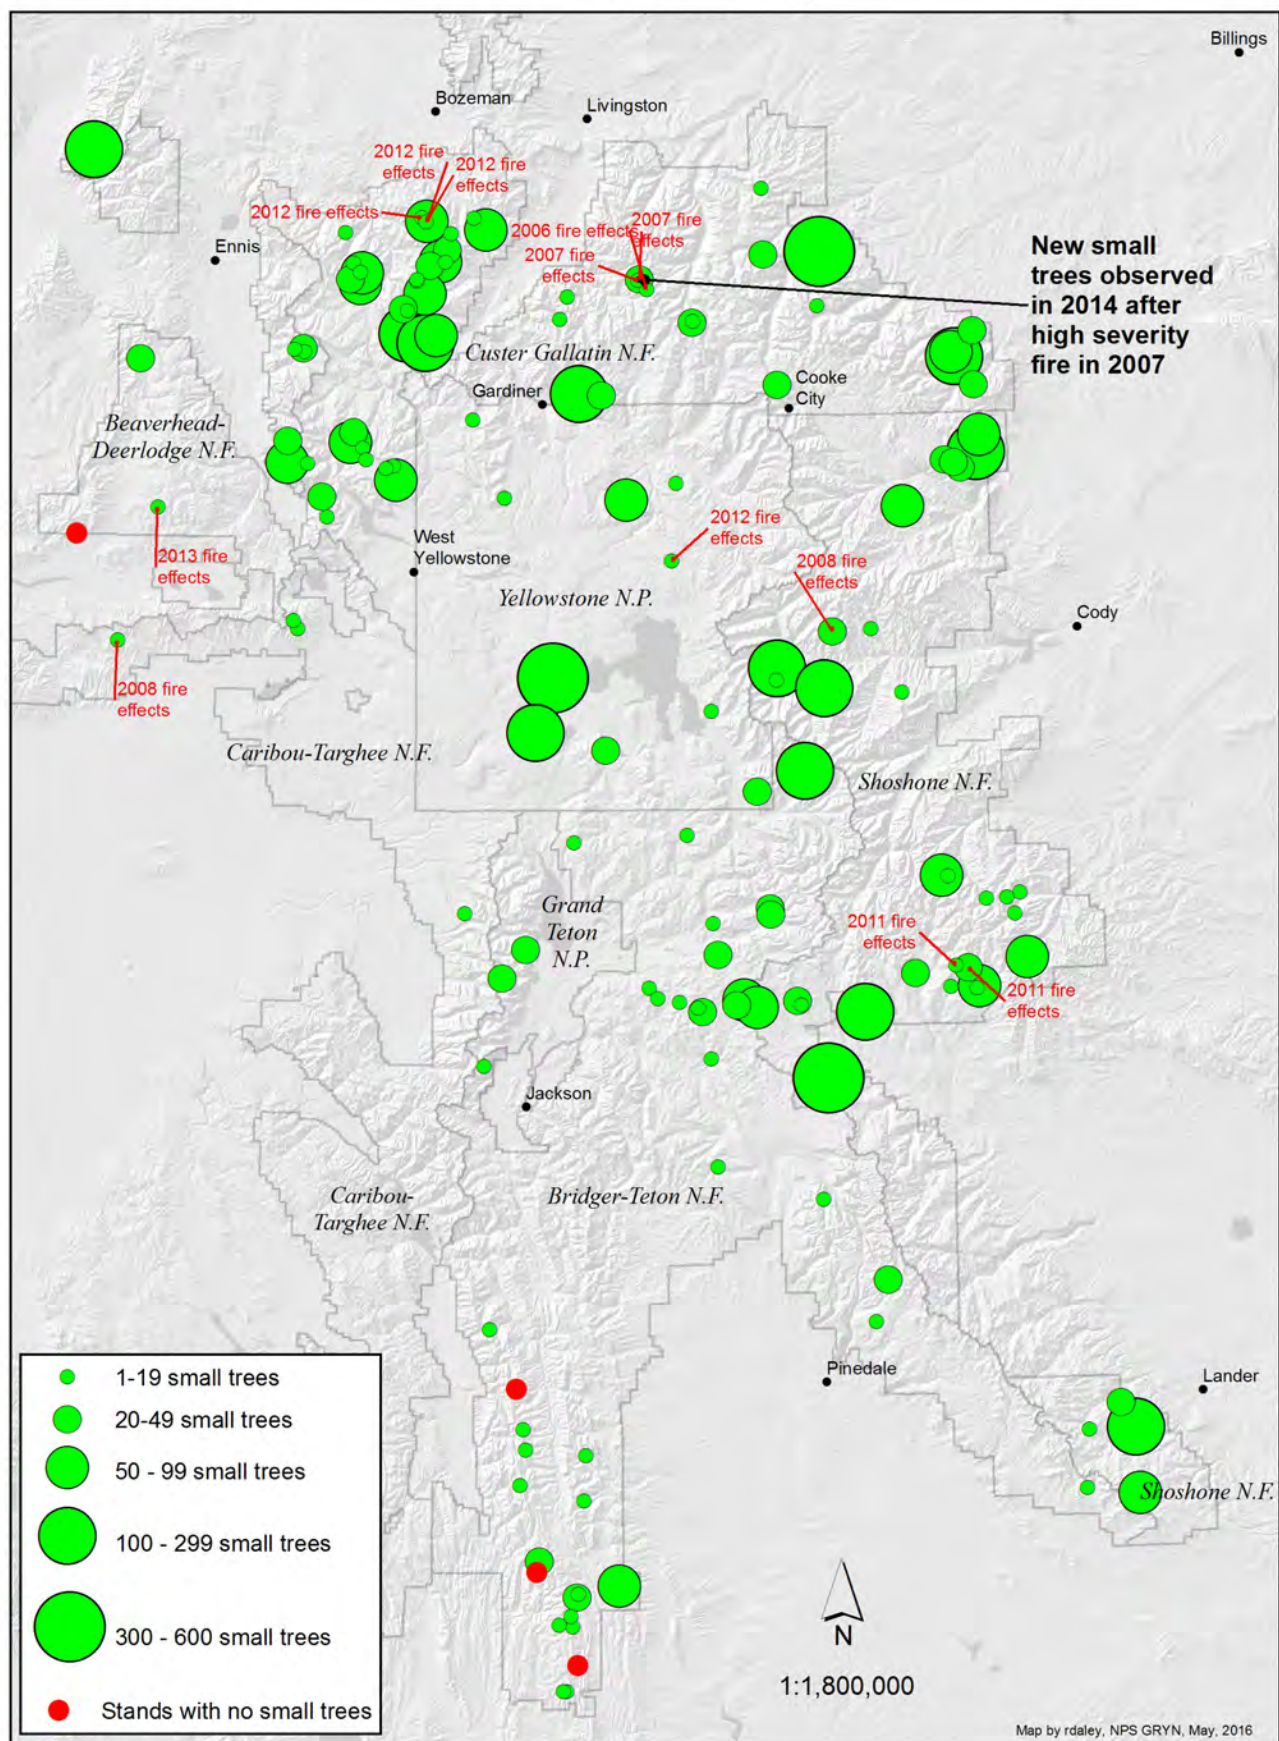 Billings
Bozeman
Livingston
2012 fire
effects
2012 fire
effects
2012 fire effects
2007 fire
effects
2006 fire effects
2007 fire
effects
Ennis
New small
trees observed
in 2014 after
high severity
fire in 2007
Custer Gallatin N.F.
Gardiner
Cooke
City
Beaverhead-
Deerlodge N.F.
2012 fire
effects
West
Yellowstone
2013 fire
effects
2008 fire
effects
Yellowstone N.P.
Cody
2008 fire
effects
Caribou-Targhee N.F.
Shoshone N.F.
Grand
Teton
N.P.
2011 fire
effects
2011 fire
effects
Jackson
Caribou-
Targhee N.F.
Bridger-Teton N.F.
Pinedale
Lander
Shoshone N.F.
1-19 small trees
20-49 small trees
50 - 99 small trees
100 - 299 small trees
300 - 600 small trees
Stands with no small trees
N
1:1,800,000
Map by rdaley, NPS GRYN, May, 2016